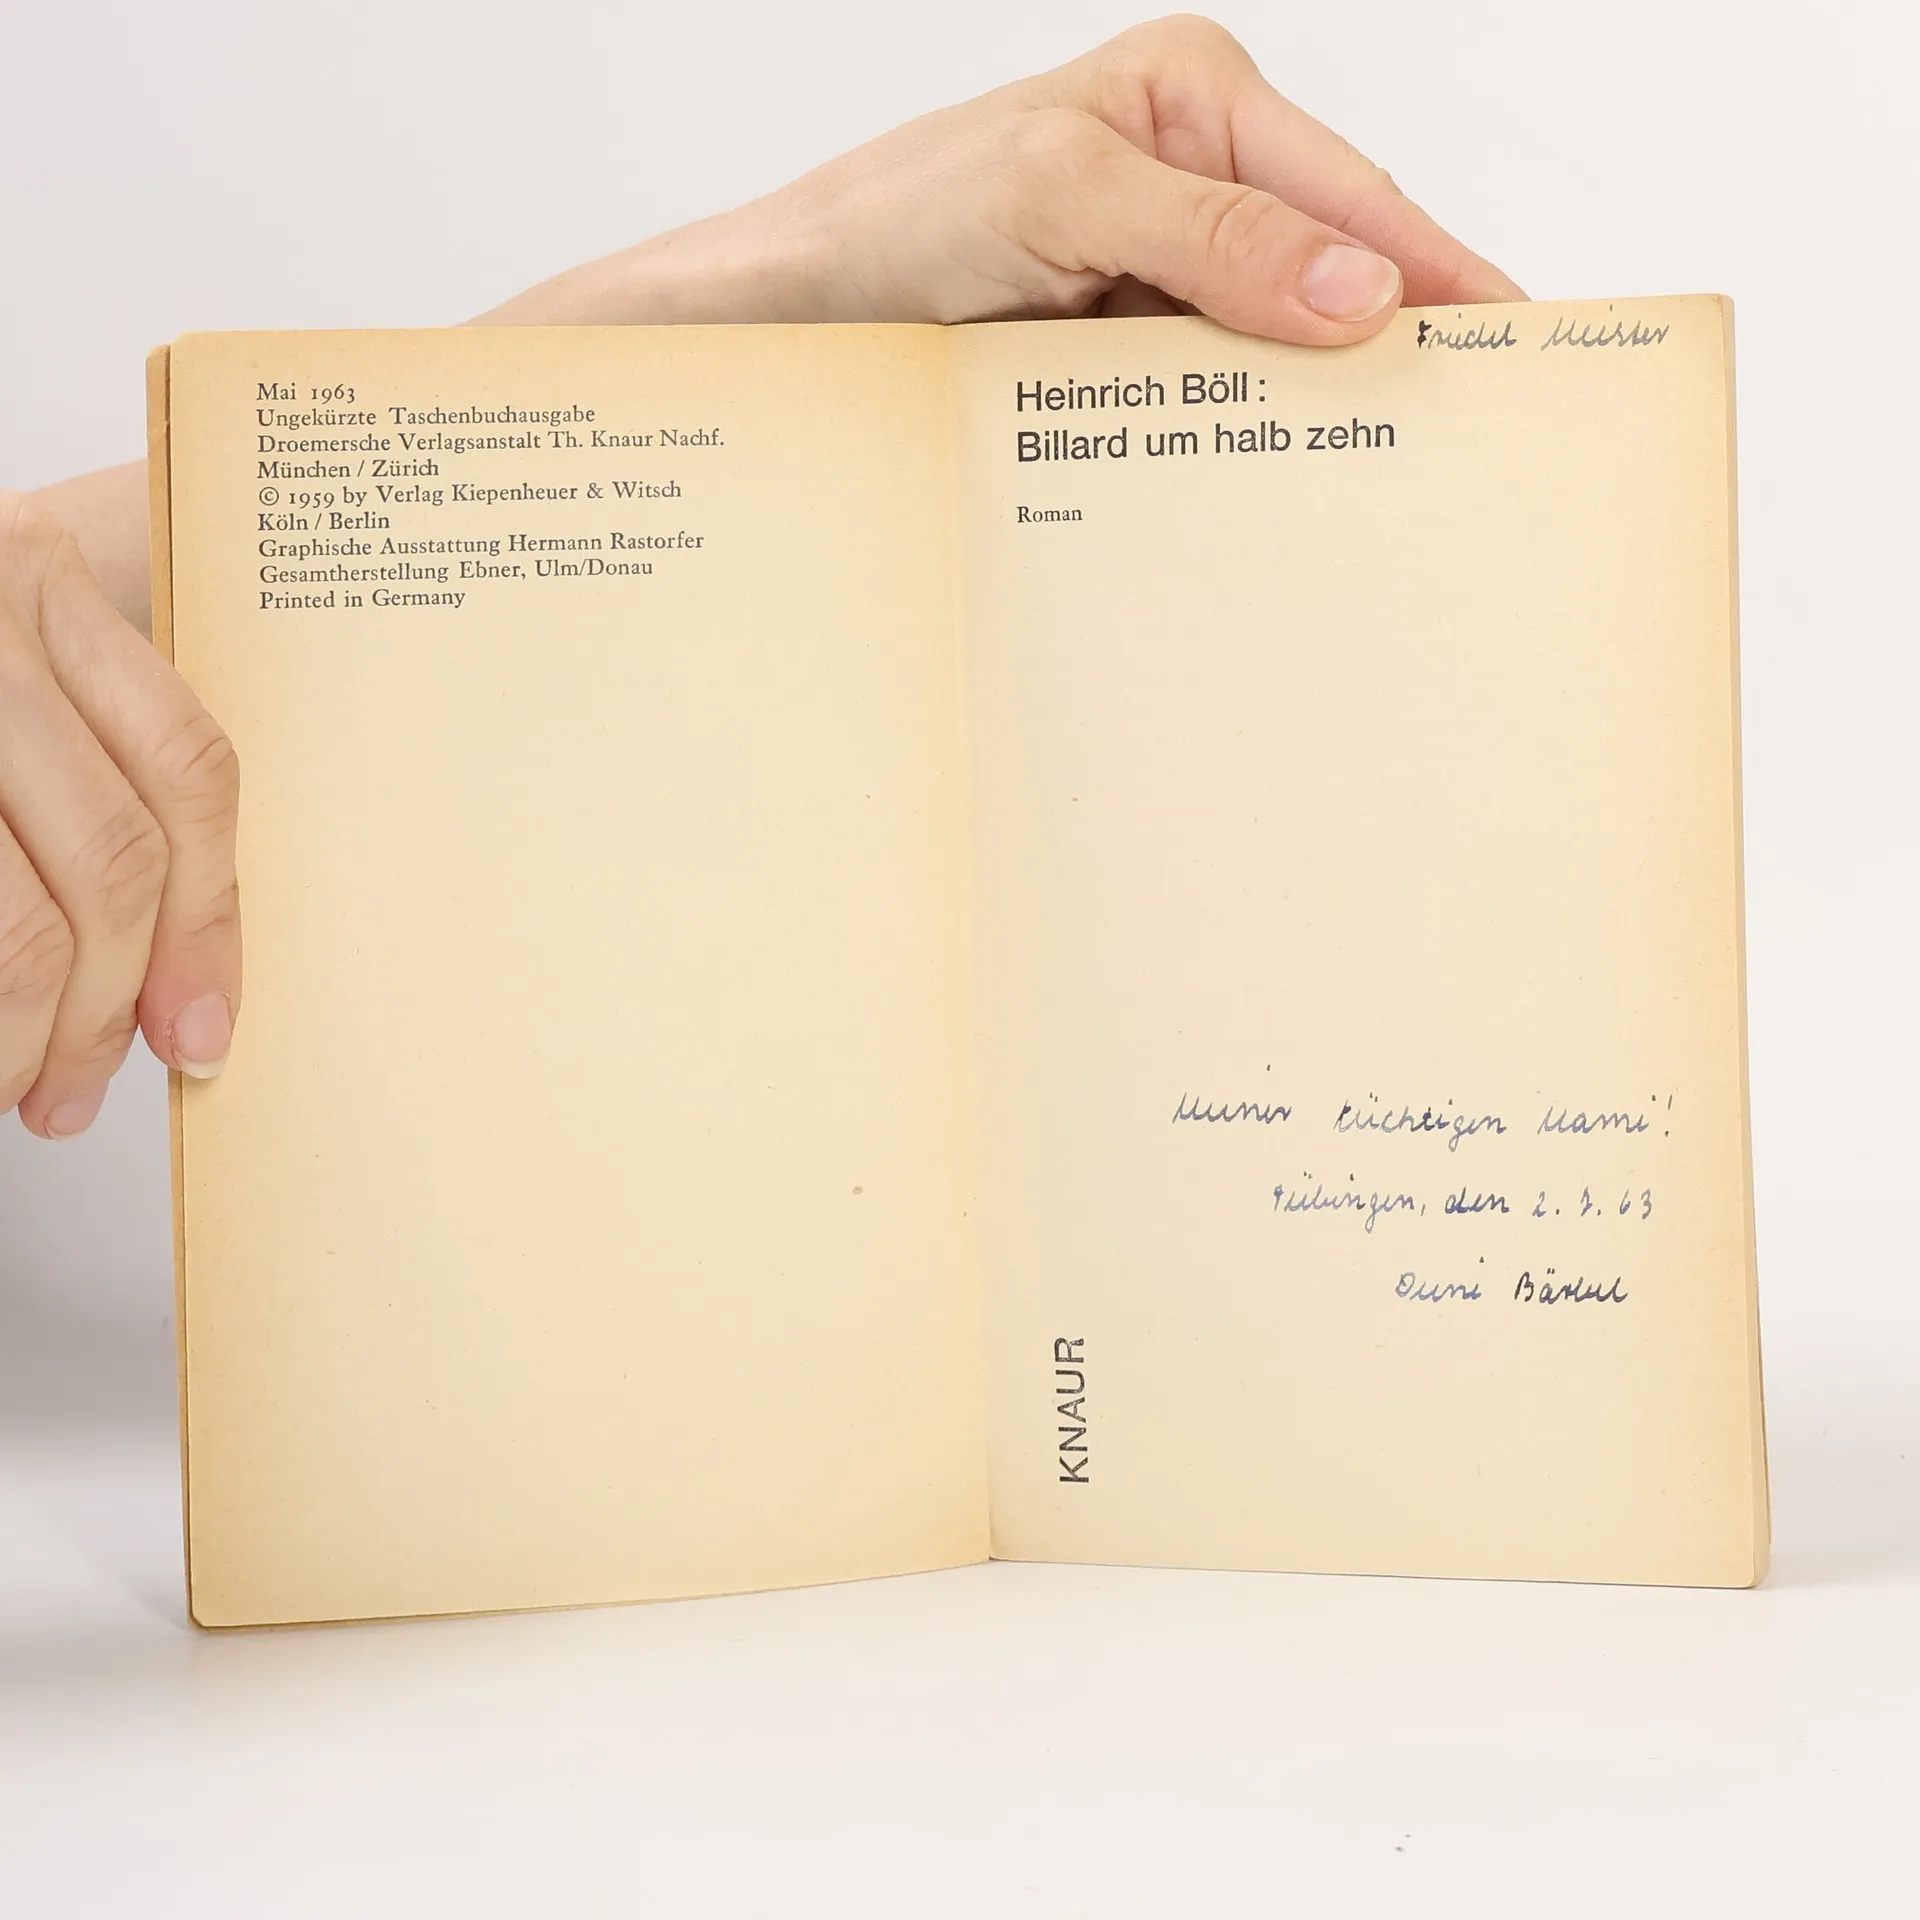 Mai 1963
Ungekürzte Taschenbuchausgabe
Droemersche Verlagsanstalt Th. Knaur Nachf.
München / Zürich
© 1959 by Verlag Kiepenheuer & Witsch
Köln / Berlin
Graphische Ausstattung Hermann Rastorfer
Gesamtherstellung Ebner, Ulm/Donau
Printed in Germany
Friedel Meister
Heinrich Böll:
Billard um halb zehn
Roman
Meiner tüchtigen Mami!
Tübingen, den 2. 7. 63
Deine Bärbel
KNAUR